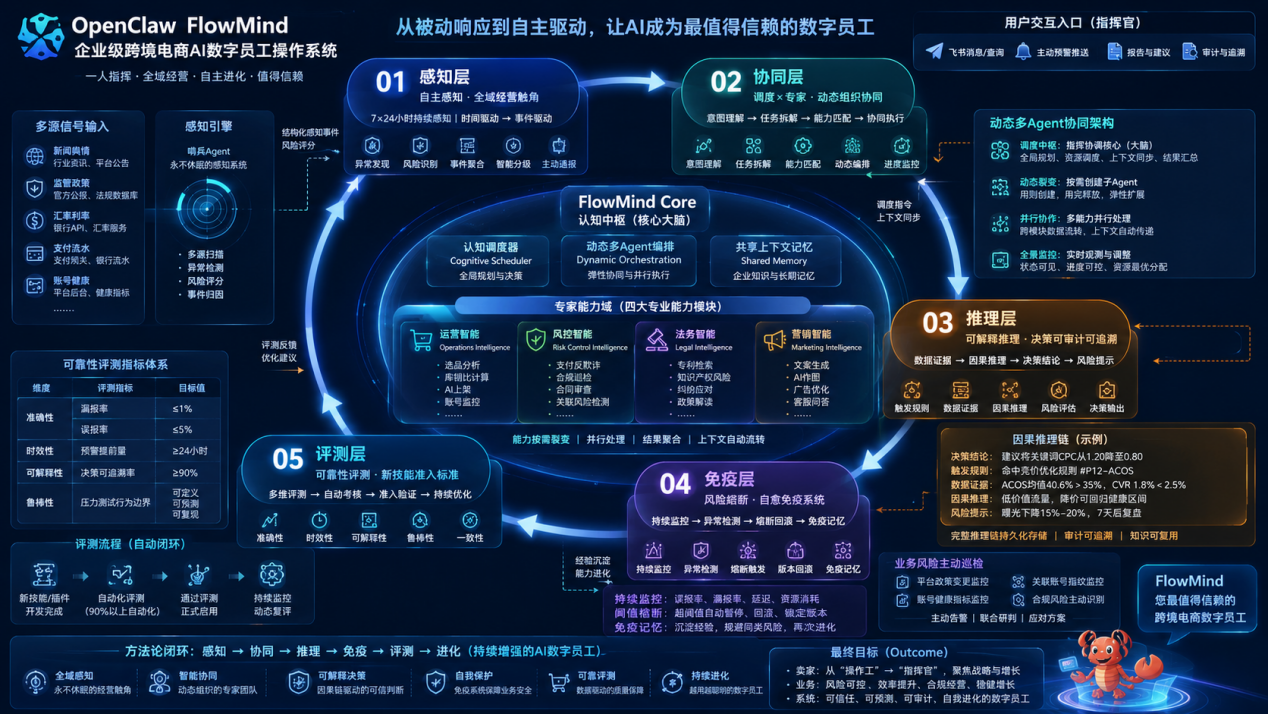 OpenClaw FlowMind
企业级跨境电商AI数字员工操作系统
一人指挥 · 全域经营 · 自主进化 · 值得信赖
从被动响应到自主驱动，让AI成为最值得信赖的数字员工
用户交互入口（指挥官）
飞书消息/查询
主动预警推送
报告与建议
审计与追溯
多源信号输入
新闻舆情
行业资讯、平台公告
监管政策
官方公报、法规数据库
汇率利率
银行API、汇率服务
支付流水
支付网关、银行流水
账号健康
平台后台、健康指标
......
感知引擎
哨兵Agent
永不休眠的感知系统
• 多源扫描
• 异常检测
• 风险评分
• 事件归因
结构化感知事件
风险评分
01 感知层
自主感知 · 全域经营触角
7×24小时持续感知 | 时间驱动 → 事件驱动
异常发现
风险识别
事件聚合
智能分级
主动通报
02 协同层
调度×专家 · 动态组织协同
意图理解 → 任务拆解 → 能力匹配 → 协同执行
意图理解
任务拆解
能力匹配
动态编排
进度监控
调度指令
上下文同步
动态多Agent协同架构
调度中枢：指挥协调核心（大脑）
全局规划、资源调度、上下文同步、结果汇总
动态裂变：按需创建子Agent
用则创建，用完释放，弹性扩展
并行协作：多能力并行处理
跨模块数据流转，上下文自动传递
全景监控：实时观测与调整
状态可见、进度可控、资源最优分配
FlowMind Core
认知中枢（核心大脑）
认知调度器
Cognitive Scheduler
全局规划与决策
动态多Agent编排
Dynamic Orchestration
弹性协同与并行执行
共享上下文记忆
Shared Memory
企业知识与长期记忆
专家能力域（四大专业能力模块）
运营智能
Operations Intelligence
• 选品分析
• 库销比计算
• AI上架
• 账号监控
• ......
风控智能
Risk Control Intelligence
• 支付反欺诈
• 合规巡检
• 合同审查
• 关联风险检测
• ......
法务智能
Legal Intelligence
• 专利检索
• 知识产权风险
• 纠纷应对
• 政策解读
• ......
营销智能
Marketing Intelligence
• 文案生成
• AI作图
• 广告优化
• 客服问答
• ......
能力按需裂变 | 并行处理 | 结果聚合 | 上下文自动流转
03 推理层
可解释推理 · 决策可审计可追溯
数据证据 → 因果推理 → 决策结论 → 风险提示
触发规则
数据证据
因果推理
风险评估
决策输出
因果推理链（示例）
决策结论： 建议将关键词CPC从1.20降至0.80
触发规则： 命中竞价优化规则 #P12-ACOS
数据证据： ACOS均值40.6%＞35%，CVR 1.8%＜2.5%
因果推理： 低价值流量，降价可回归健康区间
风险提示： 曝光下降15%-20%，7天后复盘
完整推理链持久化存储 | 审计可追溯 | 知识可复用
评测反馈
优化建议
可靠性评测指标体系
维度 评测指标 目标值
准确性 漏报率 ≤1%
误报率 ≤5%
时效性 预警提前量 ≥24小时
可解释性 决策可追溯率 ≥90%
鲁棒性 压力测试行为边界 可定义
可预测
可复现
05 评测层
可靠性评测 · 新技能准入标准
多维评测 → 自动考核 → 准入验证 → 持续优化
准确性
时效性
可解释性
鲁棒性
一致性
04 免疫层
风险熔断 · 自愈免疫系统
持续监控 → 异常检测 → 熔断回滚 → 免疫记忆
持续监控
异常检测
熔断触发
版本回滚
免疫记忆
经验沉淀
能力进化
持续监控： 误报率、漏报率、延迟、资源消耗
阈值熔断： 超阈值自动暂停、回滚、锁定版本
免疫记忆： 沉淀经验，规避同类风险，再次进化
业务风险主动巡检
平台政策变更监控
关联账号指纹监控
账号健康指标监控
合规风险主动识别
主动告警 | 联合研判 | 应对方案
FlowMind
您最值得信赖的
跨境电商数字员工
评测流程（自动闭环）
新技能/插件
开发完成
自动化评测
(90%以上自动化)
通过评测
正式启用
持续监控
动态复评
方法论闭环：感知 → 协同 → 推理 → 免疫 → 评测 → 进化（持续增强的AI数字员工）
全域感知
永不休眠的经营触角
智能协同
动态组织的专家团队
可解释决策
因果链驱动的可信判断
自我保护
免疫系统保障业务安全
可靠评测
数据驱动的质量保障
持续进化
越用越聪明的数字员工
最终目标（Outcome）
• 卖家：从 “操作工” → “指挥官”，聚焦战略与增长
• 业务：风险可控、效率提升、合规经营、稳健增长
• 系统：可信任、可预测、可审计、自我进化的数字员工